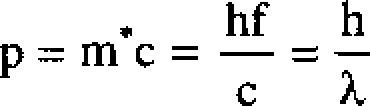 p = m*c = hf/c = h/λ